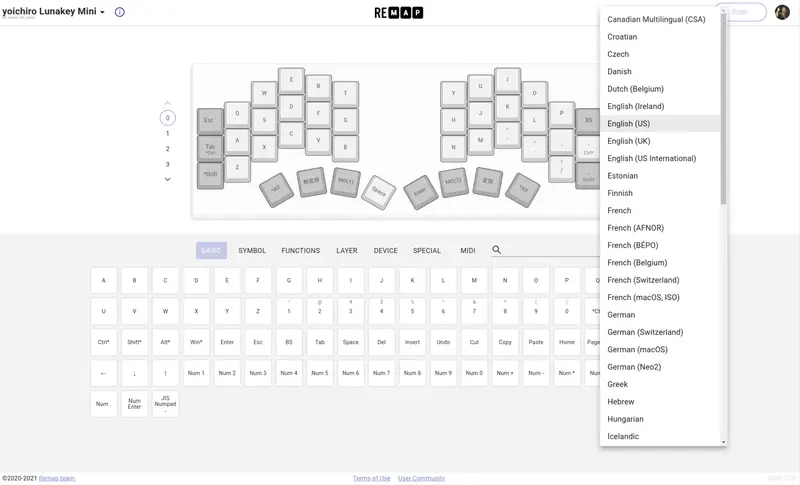 yoichiro Lunakey Mini
REMAP
flash
0
1
2
3
Esc
Q
W
E
R
T
Y
U
I
O
P
BS
Tab
*Ctrl
A
S
D
F
G
H
J
K
L
*Shift
Z
X
C
V
B
N
M
*Alt
無変換
MO(1)
Space
Enter
MO(2)
変換
*Alt
BASIC
SYMBOL
FUNCTIONS
LAYER
DEVICE
SPECIAL
MIDI
A B C D E F G H I J K L M N O P Q
U V W X Y Z ! 1 @ 2 # 3 $ 4 % 5 ^ 6 & 7 * 8 ( 9 ) 0
Ctrl* Shift* Alt* Win* Enter Esc BS Tab Space Del Insert Undo Cut Copy Paste Home
← ↓ ↑ Num 1 Num 2 Num 3 Num 4 Num 5 Num 6 Num 7 Num 8 Num 9 Num 0 Num + Num - Num *
Num . Num Enter JIS Numpad ,
Canadian Multilingual (CSA)
Croatian
Czech
Danish
Dutch (Belgium)
English (Ireland)
English (US)
English (UK)
English (US International)
Estonian
Finnish
French
French (AFNOR)
French (BÉPO)
French (Belgium)
French (Switzerland)
French (macOS, ISO)
German
German (Switzerland)
German (macOS)
German (Neo2)
Greek
Hebrew
Hungarian
Icelandic
©2020-2021 Remap team.
Terms of Use
User Community